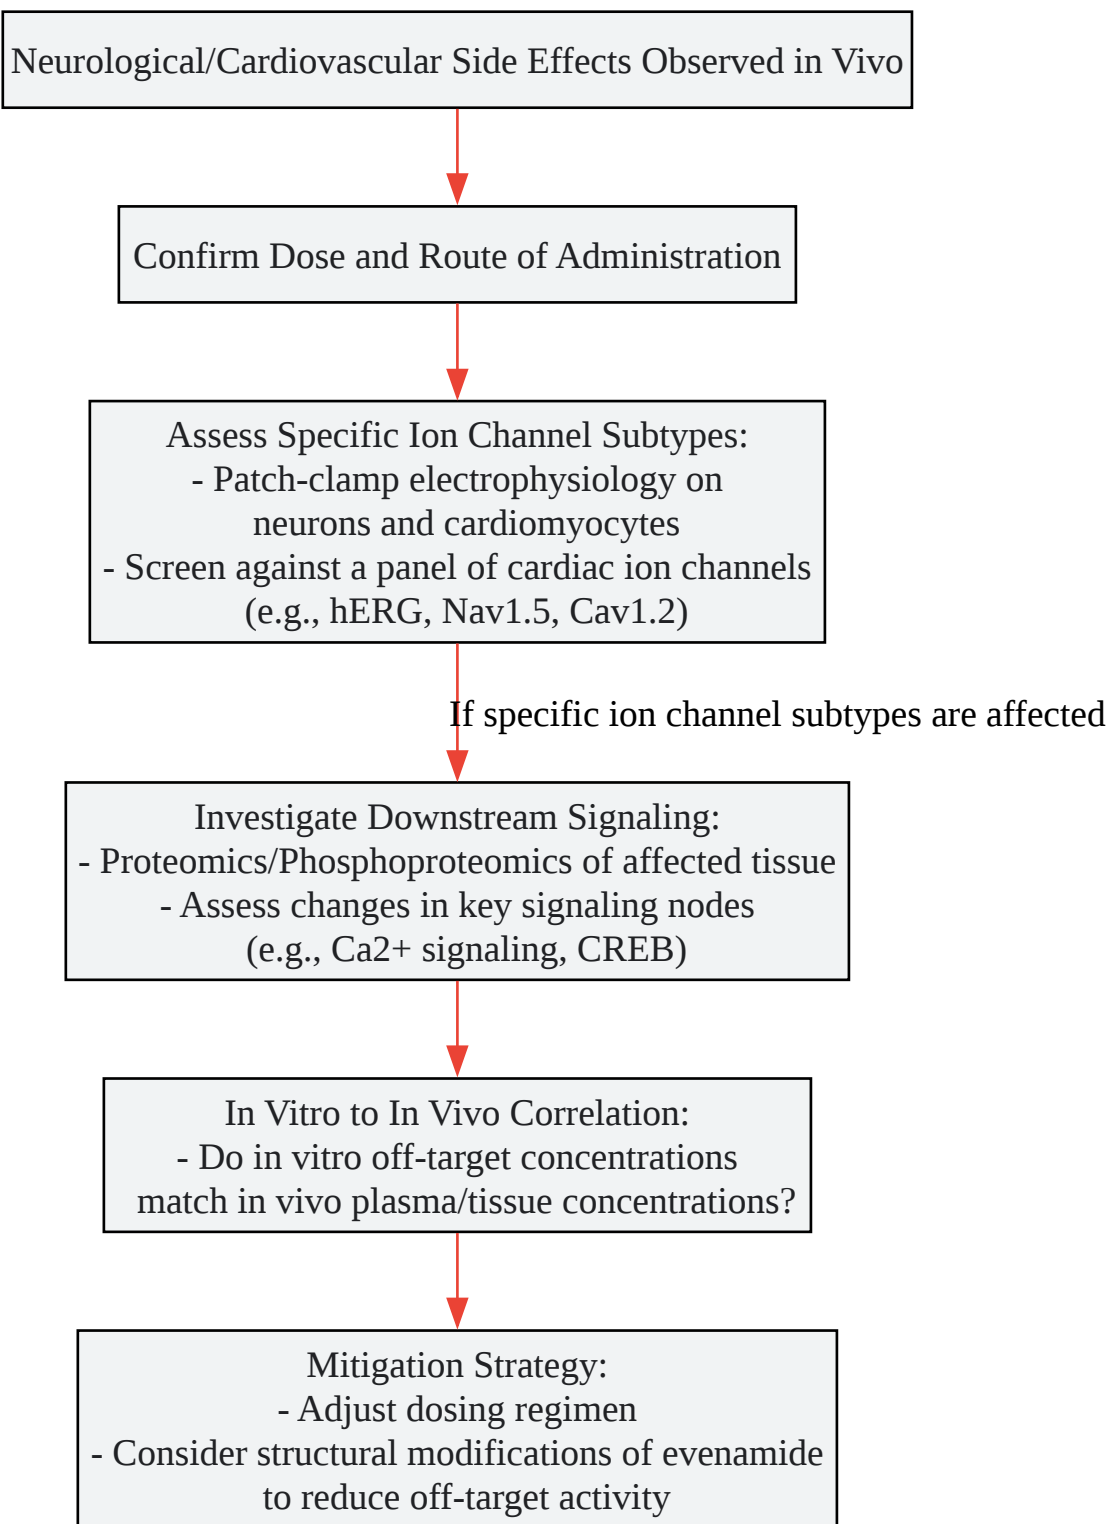 Neurological/Cardiovascular Side Effects Observed in Vivo
Confirm Dose and Route of Administration
Assess Specific Ion Channel Subtypes:
- Patch-clamp electrophysiology on
neurons and cardiomyocytes
- Screen against a panel of cardiac ion channels
(e.g., hERG, Nav1.5, Cav1.2)
If specific ion channel subtypes are affected
Investigate Downstream Signaling:
- Proteomics/Phosphoproteomics of affected tissue
- Assess changes in key signaling nodes
(e.g., Ca2+ signaling, CREB)
In Vitro to In Vivo Correlation:
- Do in vitro off-target concentrations
match in vivo plasma/tissue concentrations?
Mitigation Strategy:
- Adjust dosing regimen
- Consider structural modifications of evenamide
to reduce off-target activity